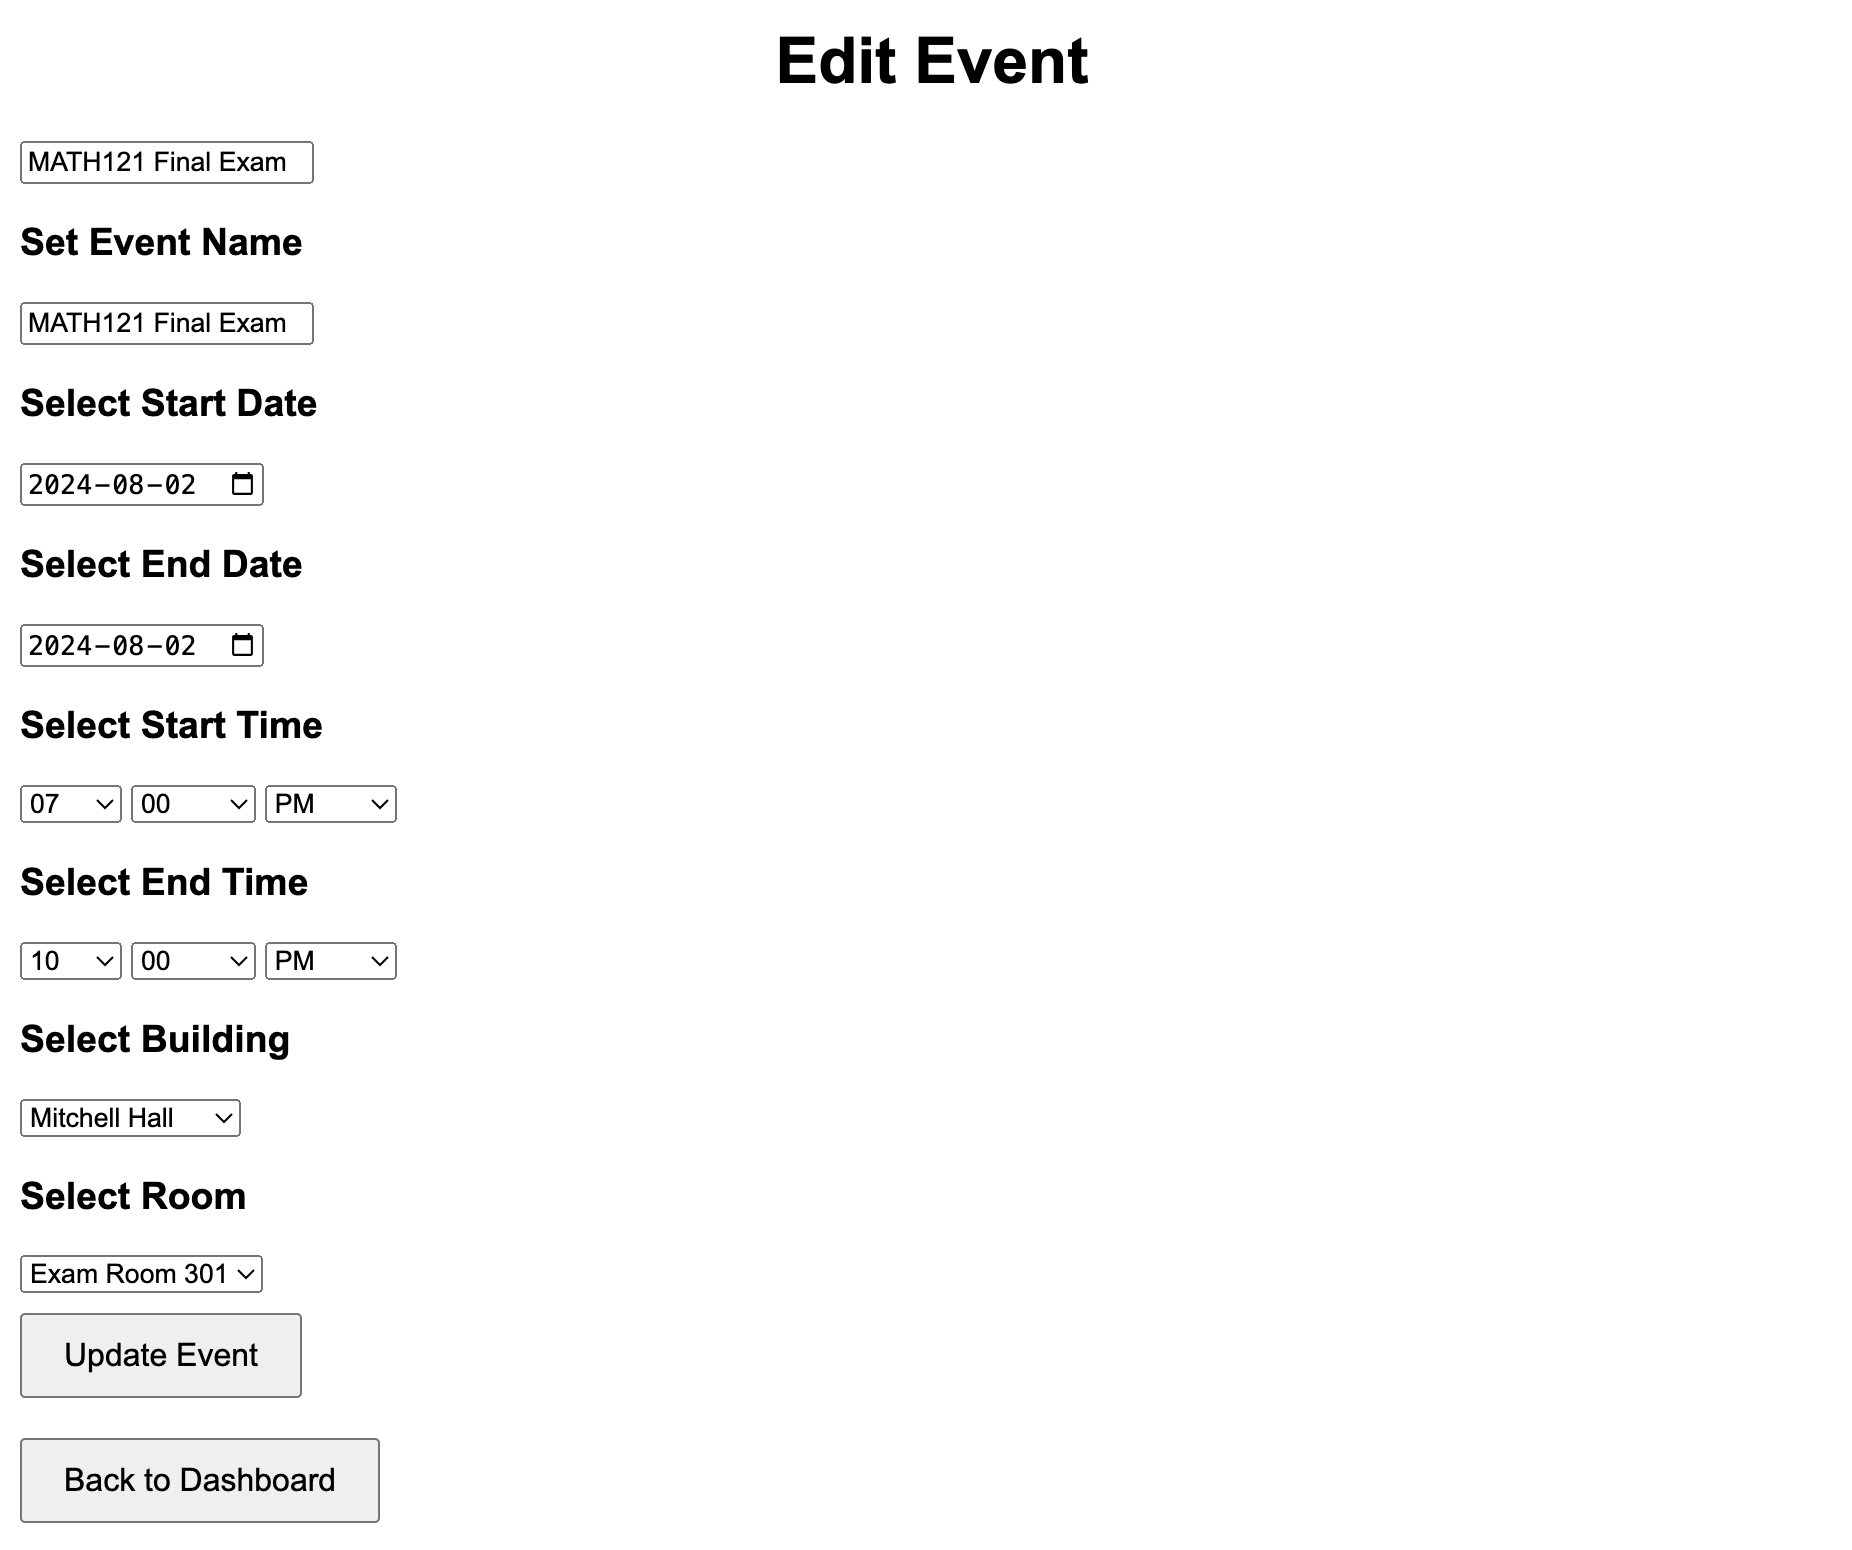 Edit Event
MATH121 Final Exam
Set Event Name
MATH121 Final Exam
Select Start Date
2024-08-02
Select End Date
2024-08-02
Select Start Time
07 00 PM
Select End Time
10 00 PM
Select Building
Mitchell Hall
Select Room
Exam Room 301
Update Event
Back to Dashboard